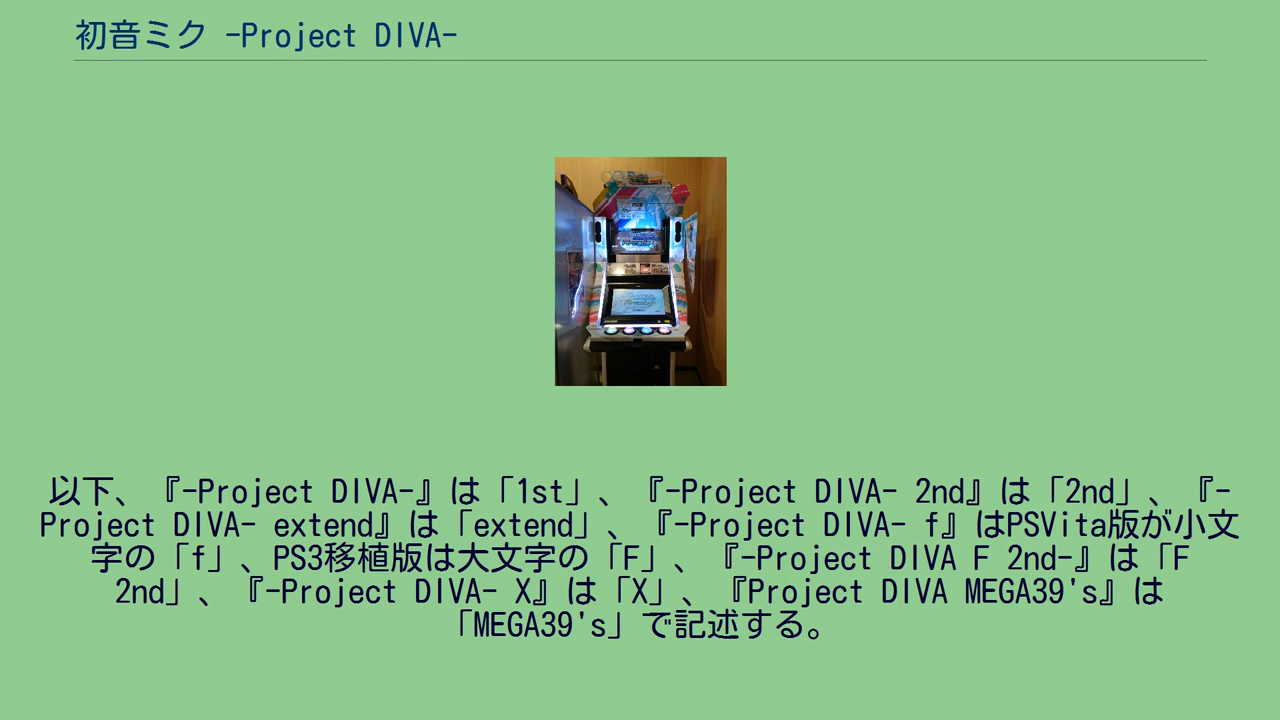 初音ミク -Project DIVA-
以下、『-Project DIVA-』は「1st」、『-Project DIVA- 2nd』は「2nd」、『-
Project DIVA- extend』は「extend」、『-Project DIVA- f』はPSVita版が小文
字の「f」、PS3移植版は大文字の「F」、『-Project DIVA F 2nd-』は「F
2nd」、『-Project DIVA- X』は「X」、『Project DIVA MEGA39's』は
「MEGA39's」で記述する。